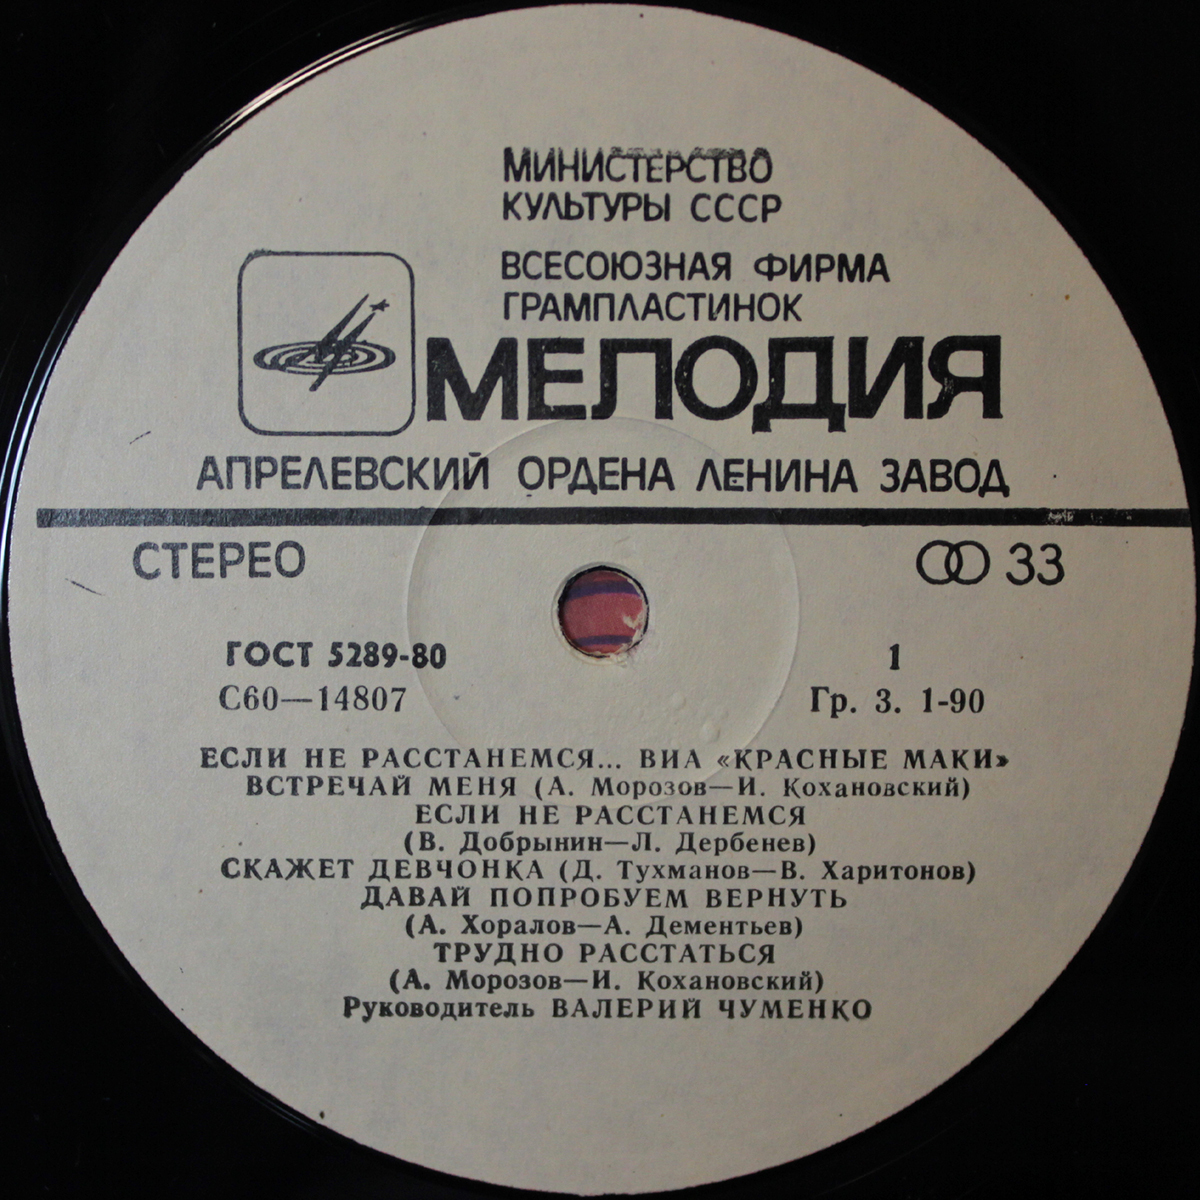 МИНИСТЕРСТВО
КУЛЬТУРЫ СССР
ВСЕСОЮЗНАЯ ФИРМА
ГРАМПЛАСТИНОК
МЕЛОДИЯ
АПРЕЛЕВСКИЙ ОРДЕНА ЛЕНИНА ЗАВОД
СТЕРЕО
33
ГОСТ 5289-80
1
С60—14807
Гр. 3. 1-90
ЕСЛИ НЕ РАССТАНЕМСЯ... ВИА «КРАСНЫЕ МАКИ»
ВСТРЕЧАЙ МЕНЯ (А. Морозов—И. Кохановский)
ЕСЛИ НЕ РАССТАНЕМСЯ
(В. Добрынин—Л. Дербенев)
СКАЖЕТ ДЕВЧОНКА (Д. Тухманов—В. Харитонов)
ДАВАЙ ПОПРОБУЕМ ВЕРНУТЬ
(А. Хоралов—А. Дементьев)
ТРУДНО РАССТАТЬСЯ
(А. Морозов—И. Кохановский)
Руководитель ВАЛЕРИЙ ЧУМЕНКО